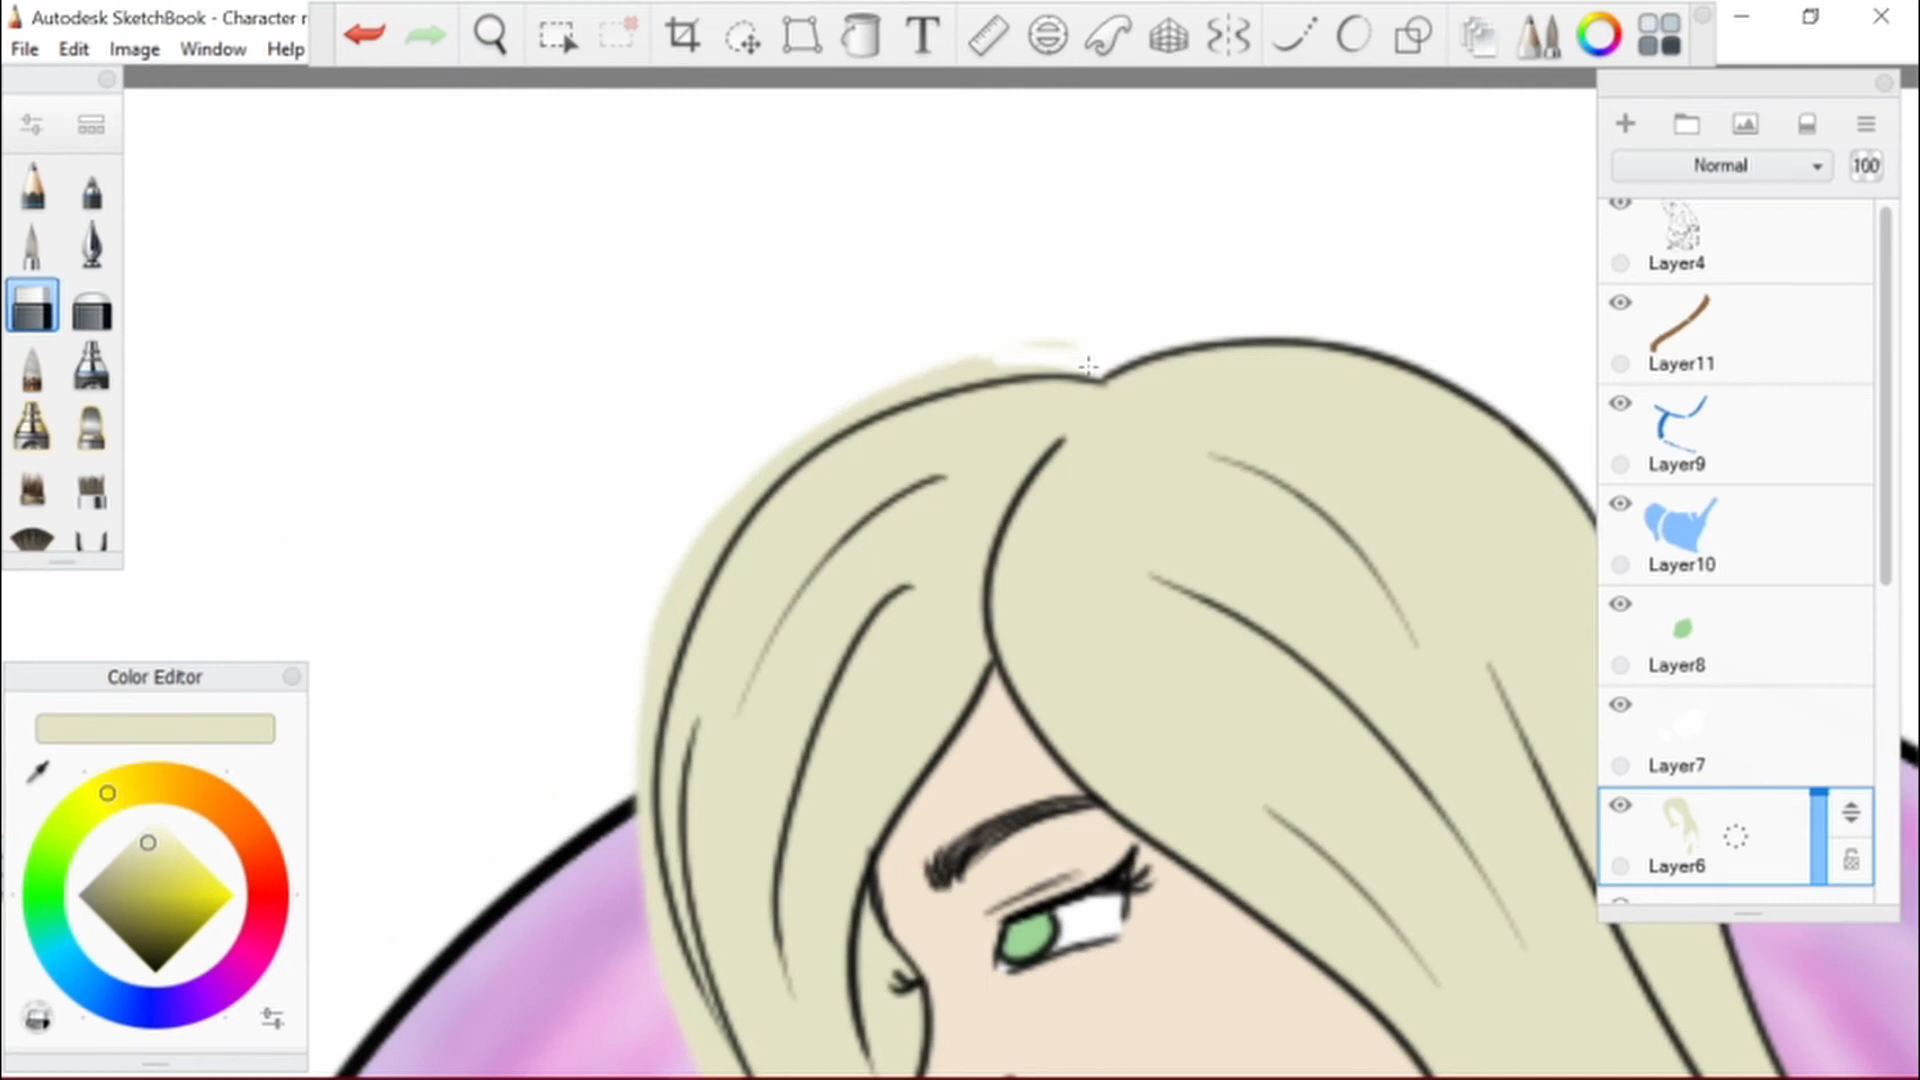 Autodesk SketchBook - Character r
File Edit Image Window Help
T
Normal 100
Layer4
Layer11
Layer9
Layer10
Layer8
Layer7
Layer6
Color Editor